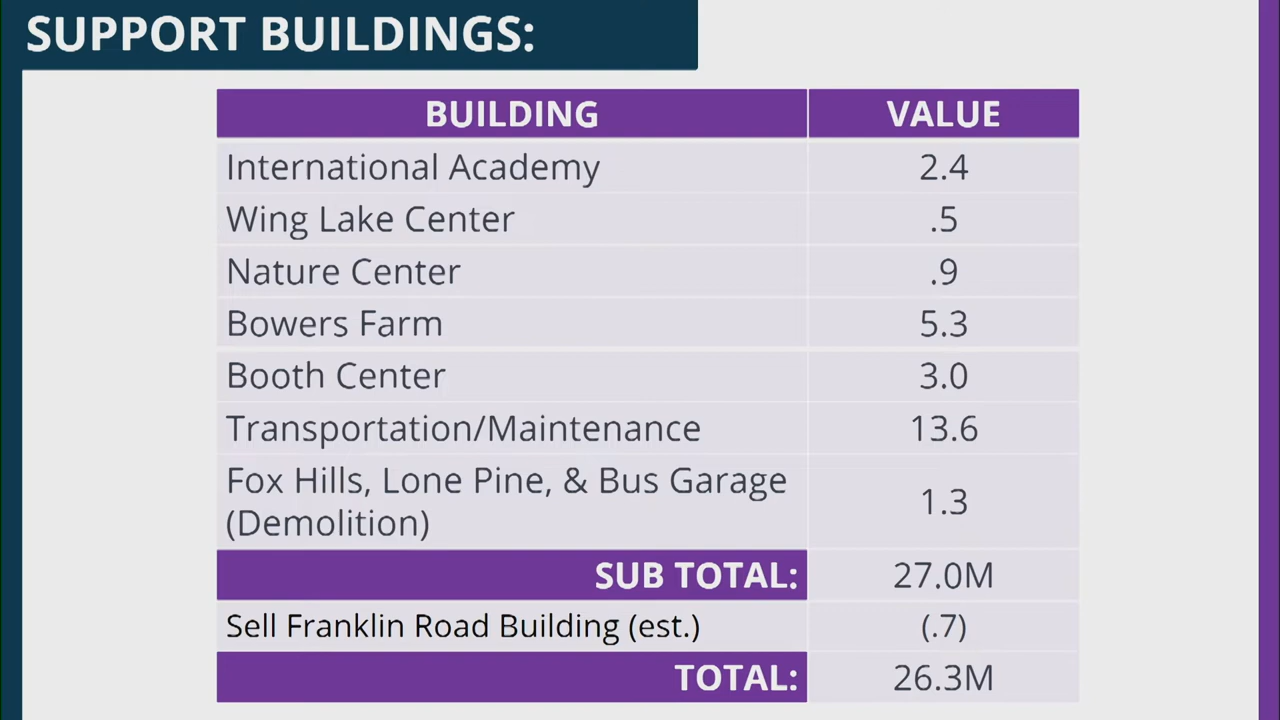 SUPPORT BUILDINGS:
BUILDING VALUE
International Academy 2.4
Wing Lake Center .5
Nature Center .9
Bowers Farm 5.3
Booth Center 3.0
Transportation/Maintenance 13.6
Fox Hills, Lone Pine, & Bus Garage
(Demolition) 1.3
SUB TOTAL: 27.0M
Sell Franklin Road Building (est.) (.7)
TOTAL: 26.3M